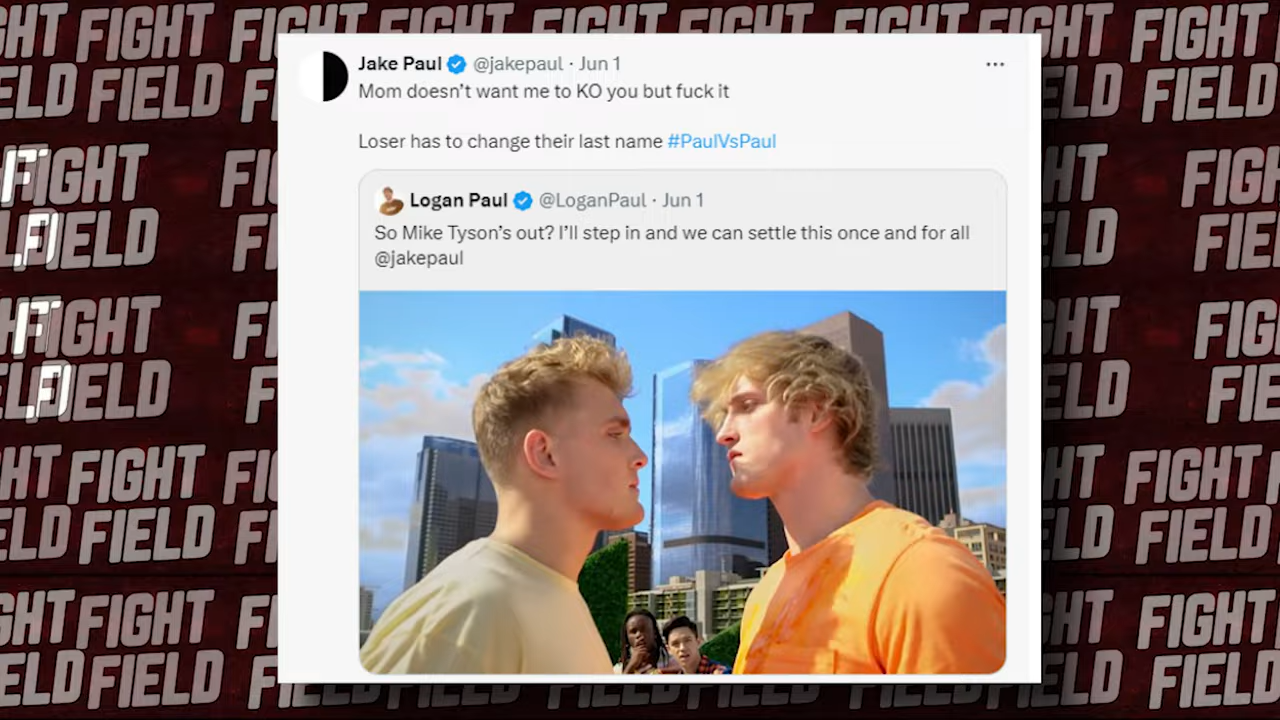 Jake Paul @jakepaul · Jun 1
Mom doesn't want me to KO you but fuck it
Loser has to change their last name #PaulVsPaul
Logan Paul @LoganPaul · Jun 1
So Mike Tyson's out? I'll step in and we can settle this once and for all
@jakepaul
FIGHT
FIELD